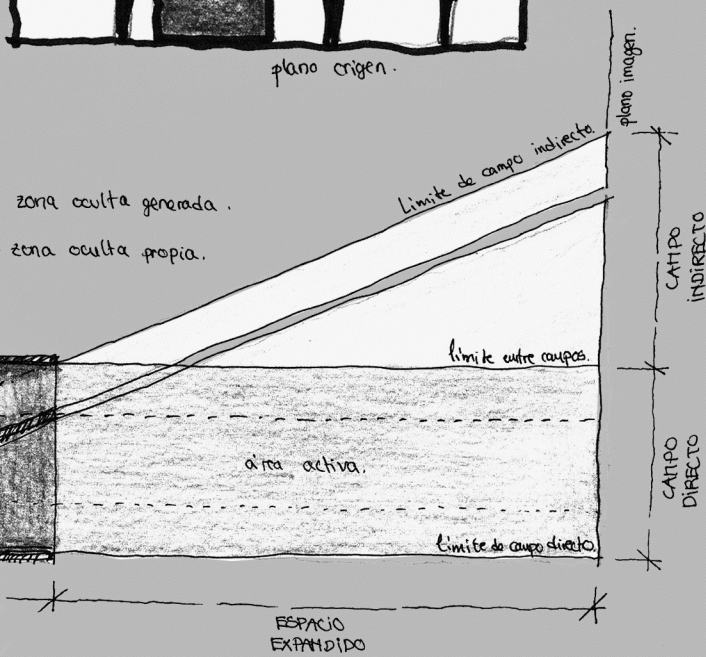 plano origen.
plano imagen.
Límite de campo indirecto.
zona oculta generada.
zona oculta propia.
CAMPO
INDIRECTO
límite entre campos.
área activa.
CAMPO
DIRECTO
límite de campo directo.
ESPACIO
EXPANDIDO